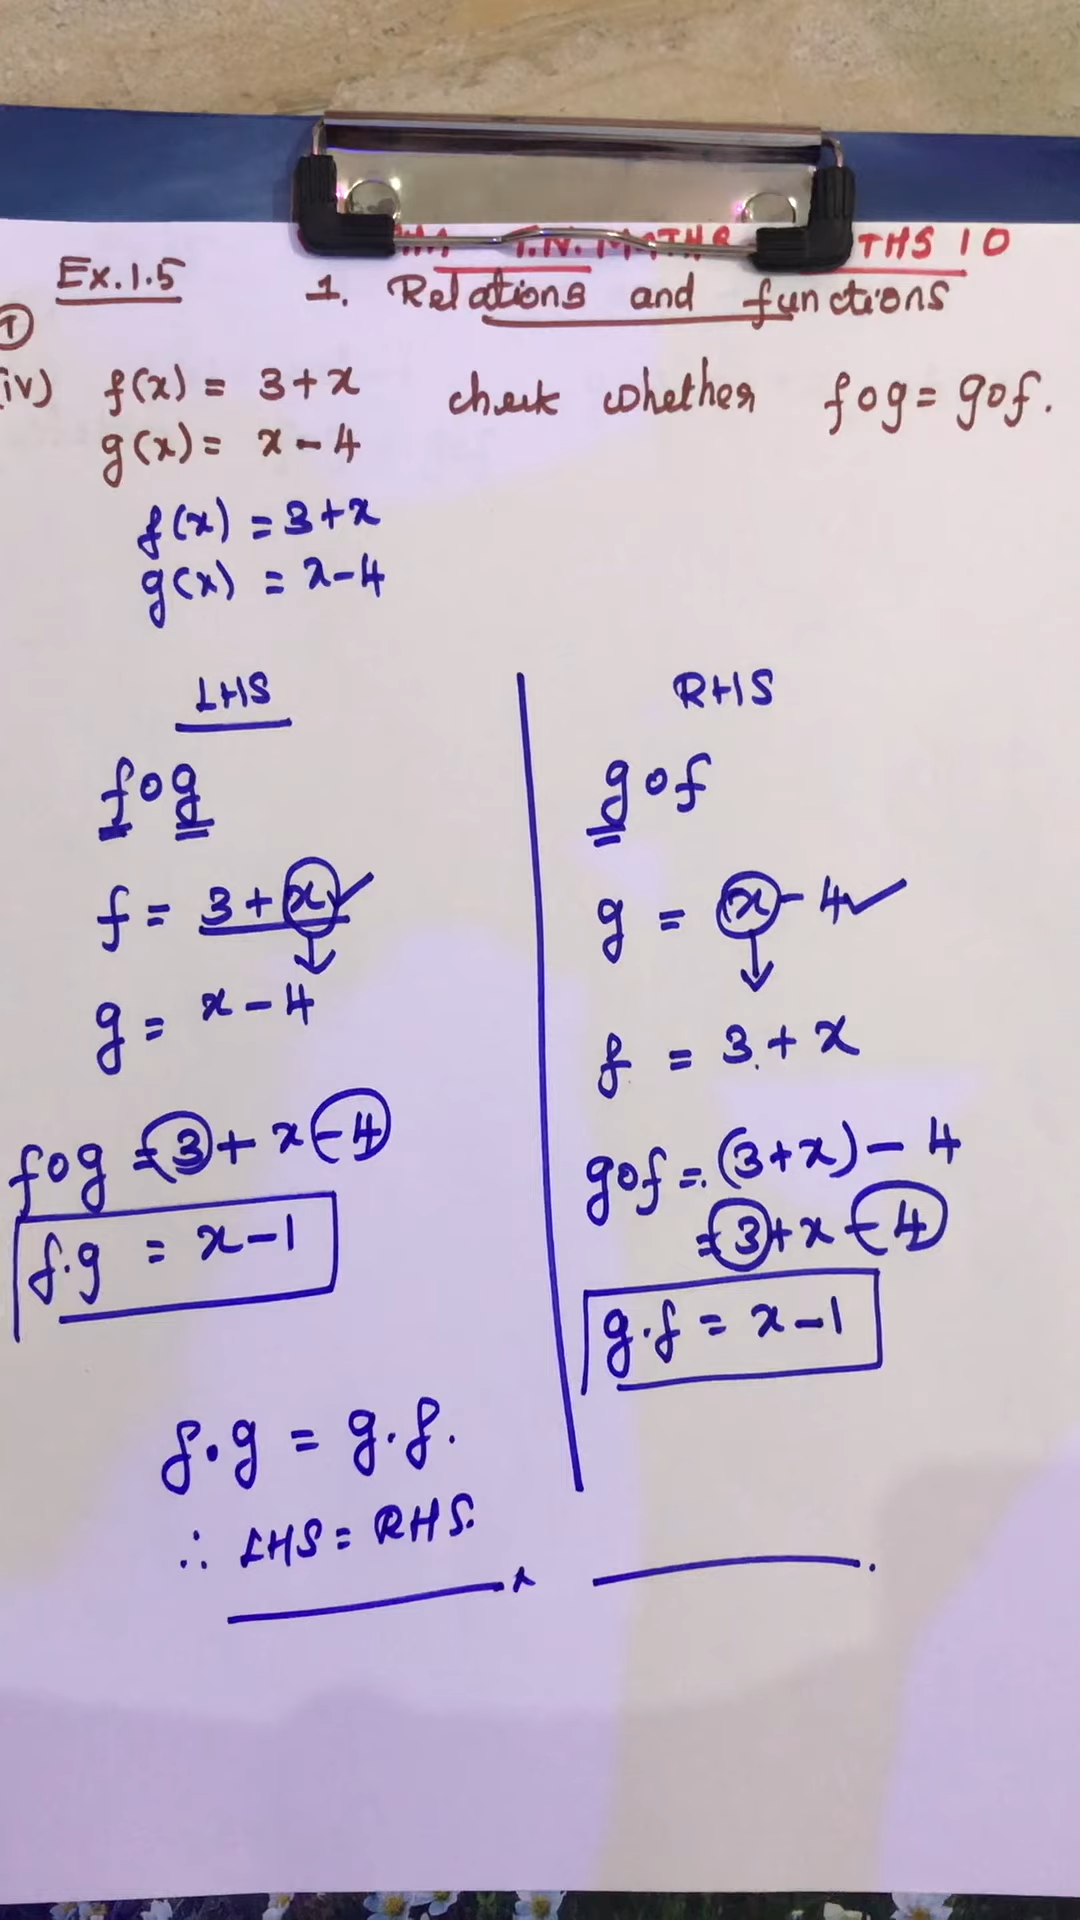 T.N. MATHS THS 10
Ex.1.5 1. Relations and functions
iv) f(x) = 3+x check whether fog = gof.
g(x) = x-4
f(x) = 3+x
g(x) = x-4
LHS
fog
f = 3+x
g = x-4
fog = 3+x-4
f.g = x-1
RHS
gof
g = x-4
f = 3+x
gof = (3+x)-4
= 3+x-4
g.f = x-1
f.g = g.f.
∴ LHS = RHS.